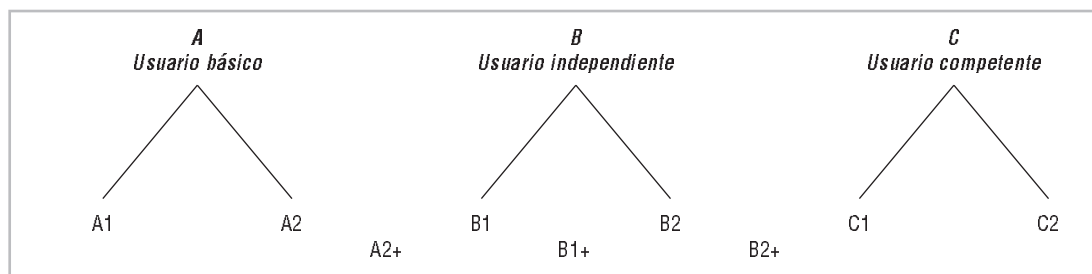 A B C
Usuario básico Usuario independiente Usuario competente
A1 A2 B1 B2 C1 C2
A2+ B1+ B2+